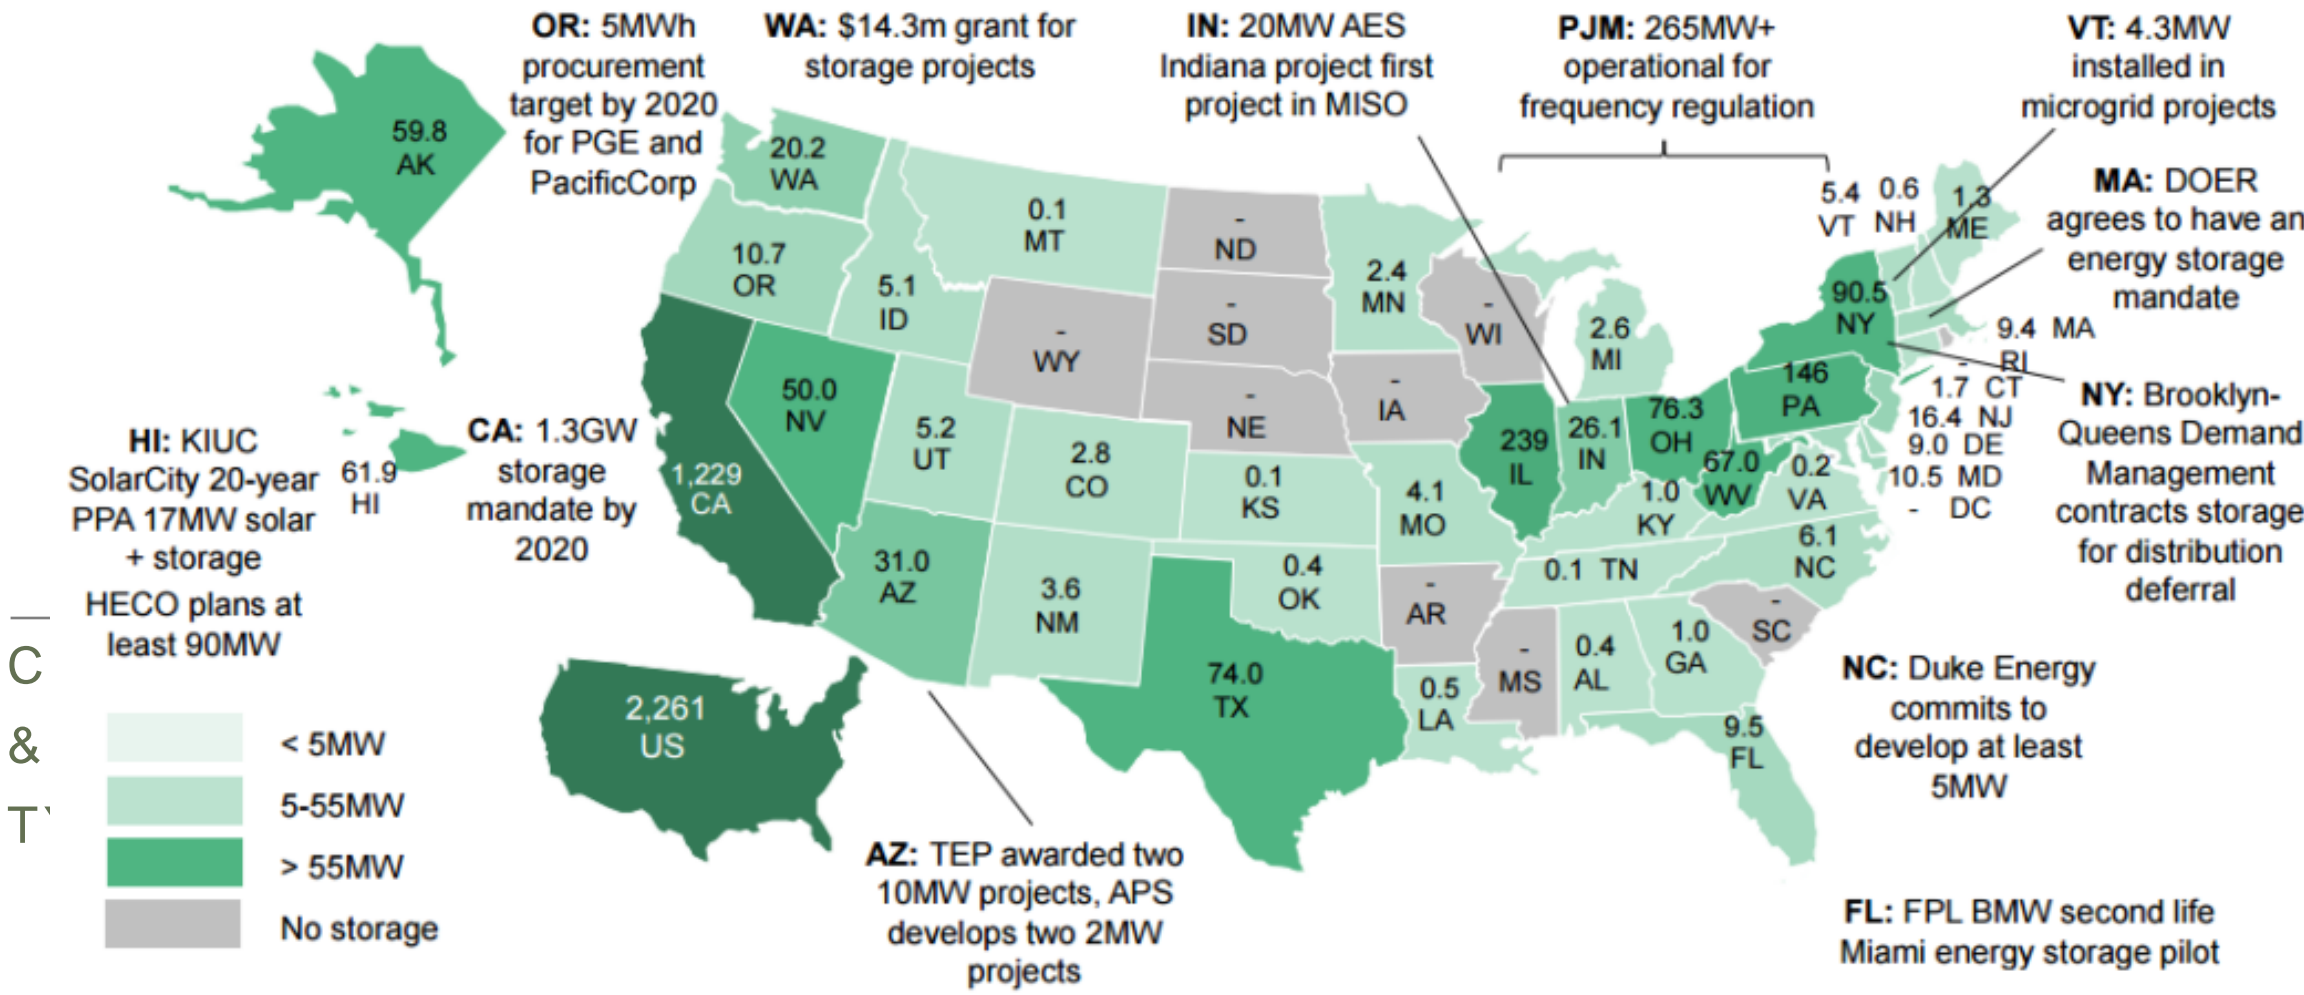 OR: 5MWh
procurement
target by 2020
for PGE and
PacificCorp
WA: $14.3m grant for
storage projects
IN: 20MW AES
Indiana project first
project in MISO
PJM: 265MW+
operational for
frequency regulation
VT: 4.3MW
installed in
microgrid projects
MA: DOER
agrees to have an
energy storage
mandate
NY: Brooklyn-
Queens Demand
Management
contracts storage
for distribution
deferral
NC: Duke Energy
commits to
develop at least
5MW
FL: FPL BMW second life
Miami energy storage pilot
AZ: TEP awarded two
10MW projects, APS
develops two 2MW
projects
CA: 1.3GW
storage
mandate by
2020
HI: KIUC
SolarCity 20-year
PPA 17MW solar
+ storage
HECO plans at
least 90MW
59.8
AK
61.9
HI
20.2
WA
10.7
OR
5.1
ID
0.1
MT
-
ND
-
SD
-
WY
-
NE
2.4
MN
-
WI
-
IA
2.6
MI
5.4
VT
0.6
NH
1.3
ME
90.5
NY
9.4 MA
- RI
1.7 CT
16.4 NJ
9.0 DE
10.5 MD
- DC
146
PA
76.3
OH
26.1
IN
239
IL
67.0
WV
0.2
VA
1.0
KY
6.1
NC
0.1 TN
-
SC
1,229
CA
50.0
NV
5.2
UT
2.8
CO
0.1
KS
4.1
MO
31.0
AZ
3.6
NM
0.4
OK
-
AR
74.0
TX
0.5
LA
-
MS
0.4
AL
1.0
GA
9.5
FL
2,261
US
C
&
T
< 5MW
5-55MW
> 55MW
No storage